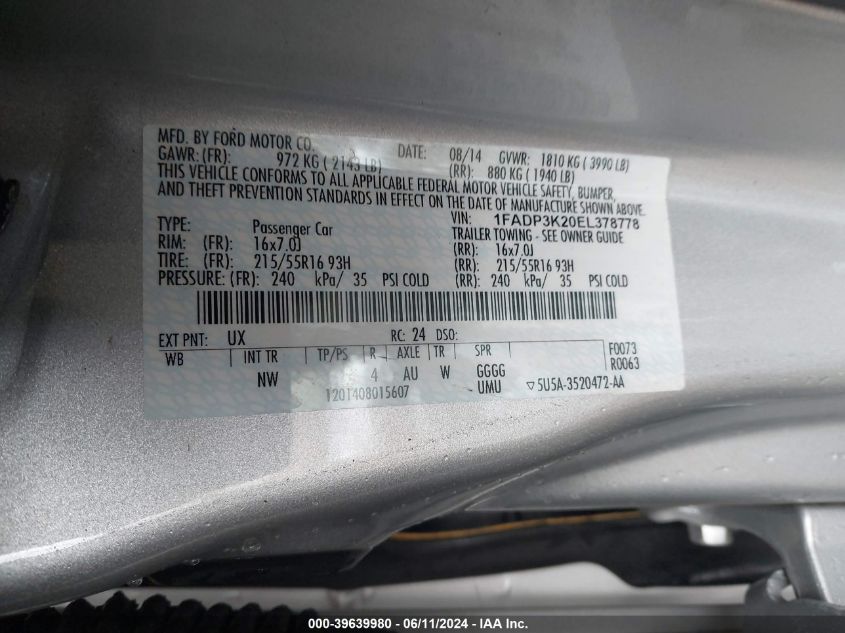 MFD. BY FORD MOTOR CO. DATE: 08/14 GVWR: 1810 KG ( 3990 LB)
GAWR: (FR): 972 KG ( 2143 LB) (RR): 880 KG ( 1940 LB)
THIS VEHICLE CONFORMS TO ALL APPLICABLE FEDERAL MOTOR VEHICLE SAFETY, BUMPER,
AND THEFT PREVENTION STANDARDS IN EFFECT ON THE DATE OF MANUFACTURE SHOWN ABOVE.
VIN: 1FADP3K20EL378778
TYPE: Passenger Car TRAILER TOWING - SEE OWNER GUIDE
RIM: (FR): 16x7.0J (RR): 16x7.0J
TIRE: (FR): 215/55R16 93H (RR): 215/55R16 93H
PRESSURE: (FR): 240 kPa/ 35 PSI COLD (RR): 240 kPa/ 35 PSI COLD
EXT PNT: UX RC: 24 DSO:
WB INT TR TP/PS R AXLE TR SPR F0073
R0063
NW 4 AU W GGGG
UMU
1201408015607 ▽5U5A-3520472-AA
000-39639980 - 06/11/2024 - IAA Inc.